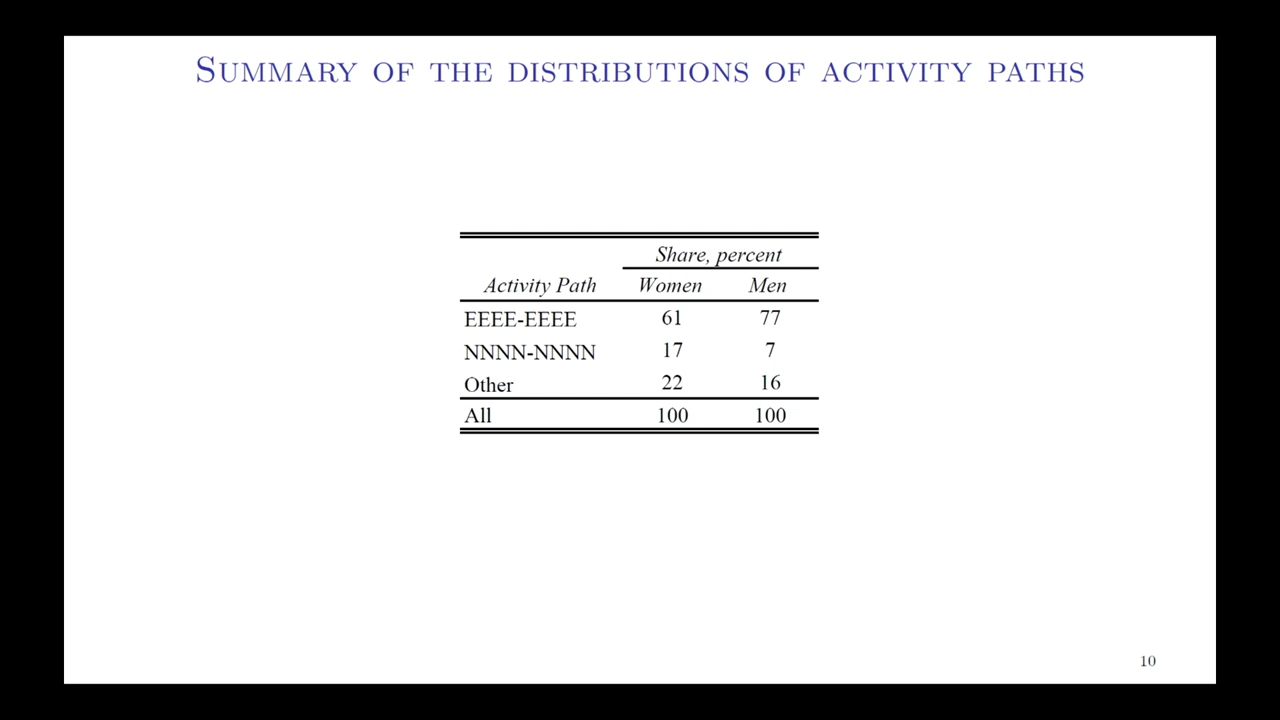 SUMMARY OF THE DISTRIBUTIONS OF ACTIVITY PATHS
Share, percent
Activity Path Women Men
EEEE-EEEE 61 77
NNNN-NNNN 17 7
Other 22 16
All 100 100
10